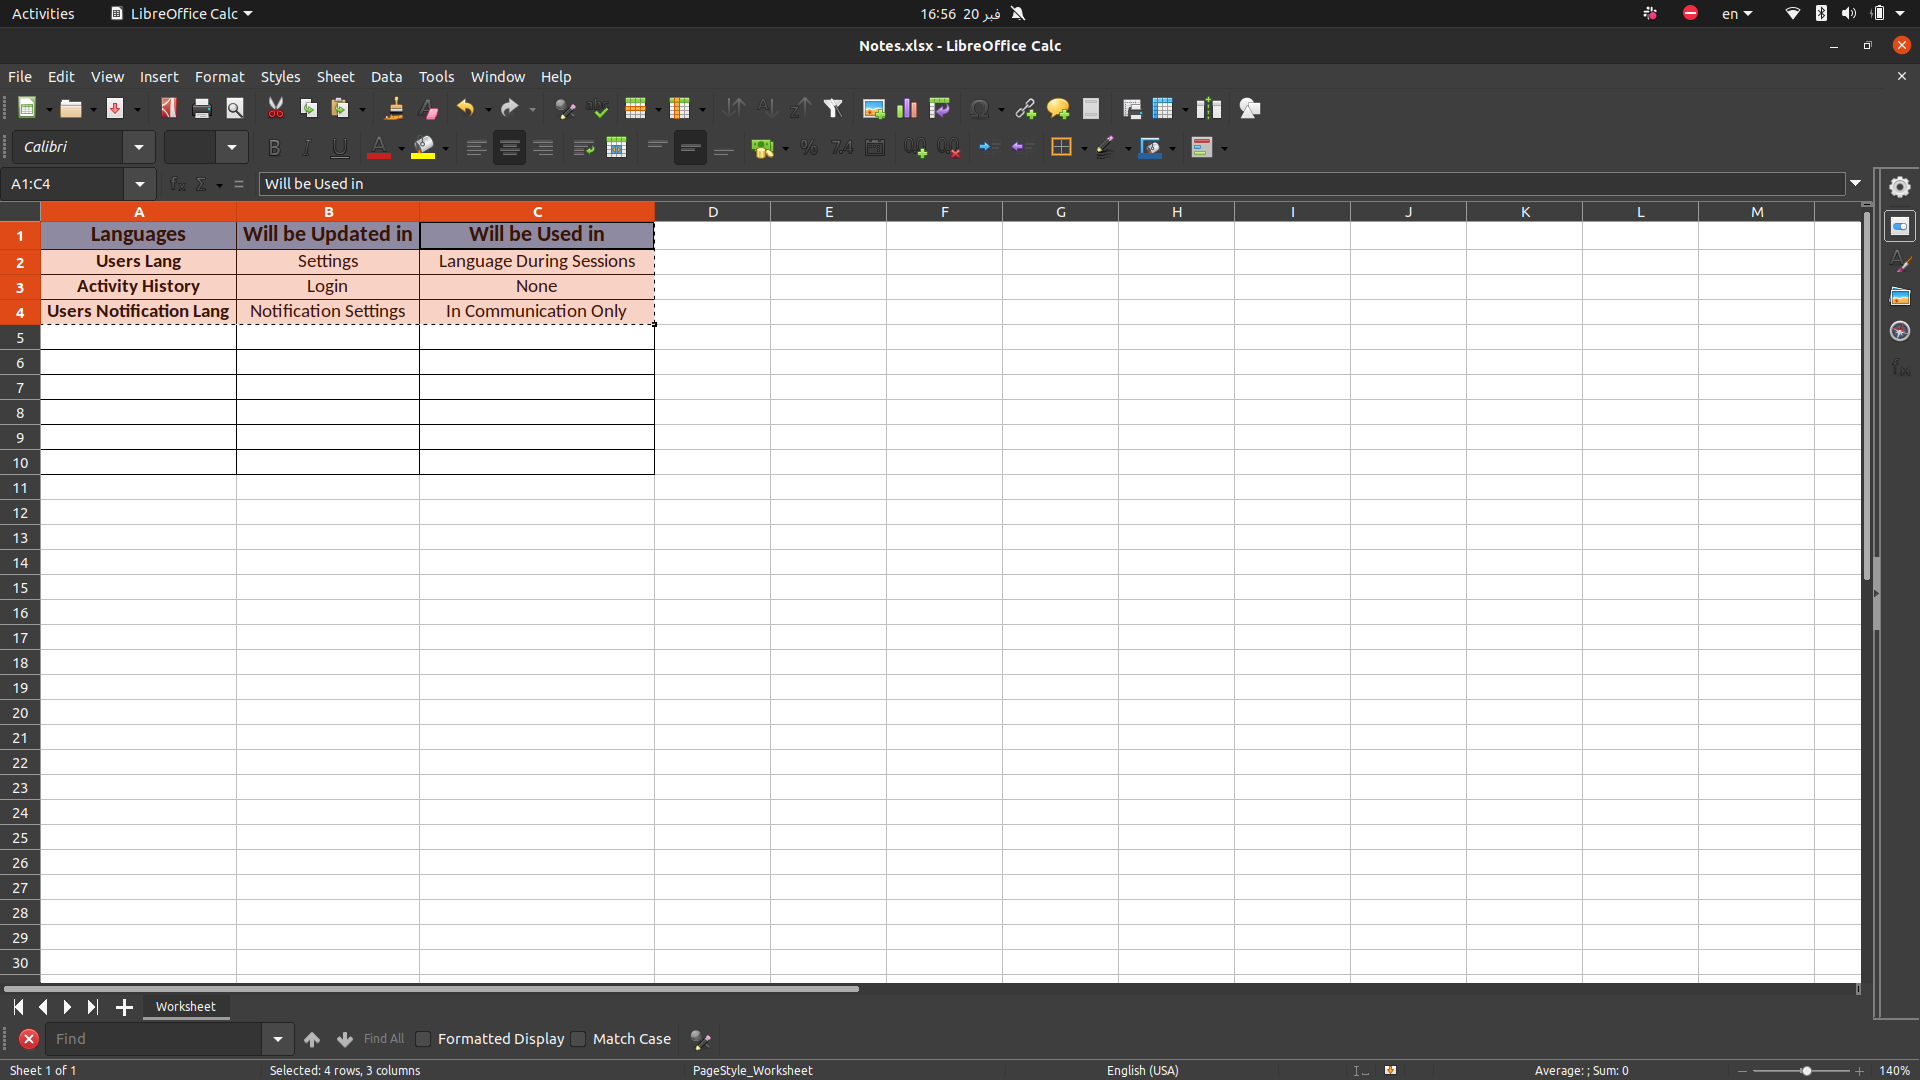 Activities LibreOffice Calc 16:56 20 فبر en
Notes.xlsx - LibreOffice Calc
File Edit View Insert Format Styles Sheet Data Tools Window Help
Calibri
A1:C4 Will be Used in
A B C D E F G H I J K L M
1 Languages Will be Updated in Will be Used in
2 Users Lang Settings Language During Sessions
3 Activity History Login None
4 Users Notification Lang Notification Settings In Communication Only
5
6
7
8
9
10
11
12
13
14
15
16
17
18
19
20
21
22
23
24
25
26
27
28
29
30
Worksheet
Find Find All Formatted Display Match Case
Sheet 1 of 1 Selected: 4 rows, 3 columns PageStyle_Worksheet English (USA) Average: ; Sum: 0 140%